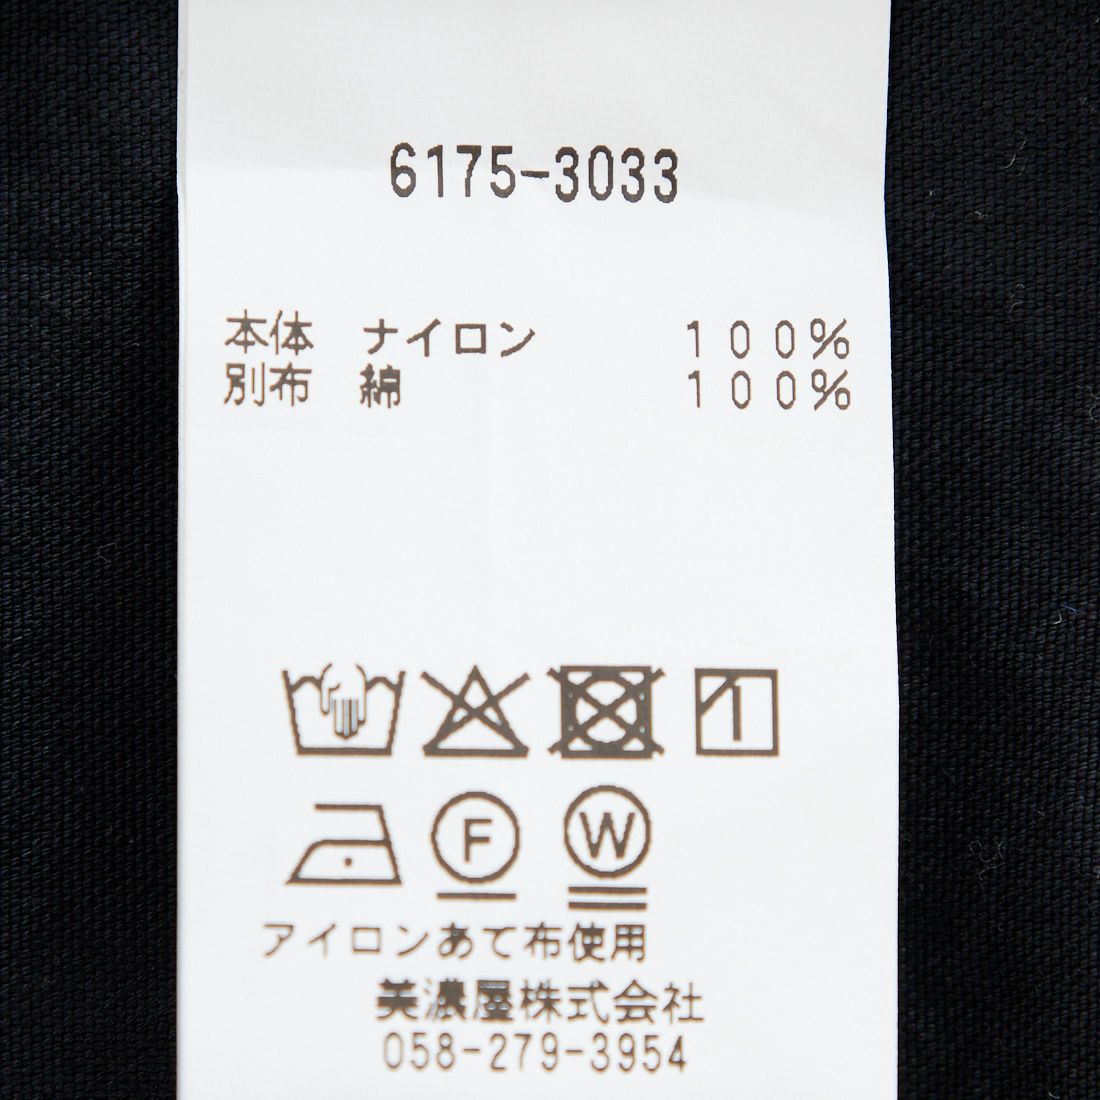 6175-3033
本体 ナイロン 100%
別布 綿 100%
1
F W
アイロンあて布使用
美濃屋株式会社
058-279-3954